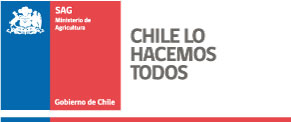 SAG
Ministerio de
Agricultura
Gobierno de Chile
CHILE LO
HACEMOS
TODOS